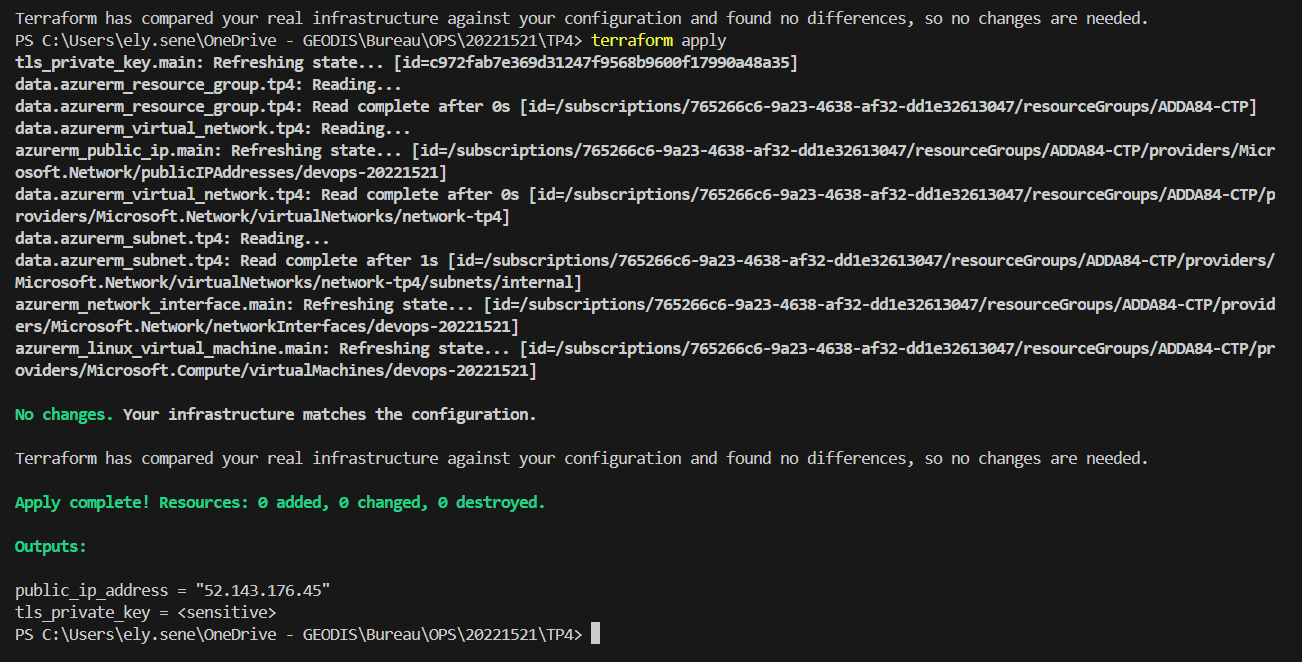 Terraform has compared your real infrastructure against your configuration and found no differences, so no changes are needed.
PS C:\Users\ely.sene\OneDrive - GEODIS\Bureau\OPS\20221521\TP4> terraform apply
tls_private_key.main: Refreshing state... [id=c972fab7e369d31247f9568b9600f17990a48a35]
data.azurerm_resource_group.tp4: Reading...
data.azurerm_resource_group.tp4: Read complete after 0s [id=/subscriptions/765266c6-9a23-4638-af32-dd1e32613047/resourceGroups/ADDA84-CTP]
data.azurerm_virtual_network.tp4: Reading...
azurerm_public_ip.main: Refreshing state... [id=/subscriptions/765266c6-9a23-4638-af32-dd1e32613047/resourceGroups/ADDA84-CTP/providers/Micr
osoft.Network/publicIPAddresses/devops-20221521]
data.azurerm_virtual_network.tp4: Read complete after 0s [id=/subscriptions/765266c6-9a23-4638-af32-dd1e32613047/resourceGroups/ADDA84-CTP/p
roviders/Microsoft.Network/virtualNetworks/network-tp4]
data.azurerm_subnet.tp4: Reading...
data.azurerm_subnet.tp4: Read complete after 1s [id=/subscriptions/765266c6-9a23-4638-af32-dd1e32613047/resourceGroups/ADDA84-CTP/providers/
Microsoft.Network/virtualNetworks/network-tp4/subnets/internal]
azurerm_network_interface.main: Refreshing state... [id=/subscriptions/765266c6-9a23-4638-af32-dd1e32613047/resourceGroups/ADDA84-CTP/provid
ers/Microsoft.Network/networkInterfaces/devops-20221521]
azurerm_linux_virtual_machine.main: Refreshing state... [id=/subscriptions/765266c6-9a23-4638-af32-dd1e32613047/resourceGroups/ADDA84-CTP/pr
oviders/Microsoft.Compute/virtualMachines/devops-20221521]
No changes. Your infrastructure matches the configuration.
Terraform has compared your real infrastructure against your configuration and found no differences, so no changes are needed.
Apply complete! Resources: 0 added, 0 changed, 0 destroyed.
Outputs:
public_ip_address = "52.143.176.45"
tls_private_key = <sensitive>
PS C:\Users\ely.sene\OneDrive - GEODIS\Bureau\OPS\20221521\TP4>